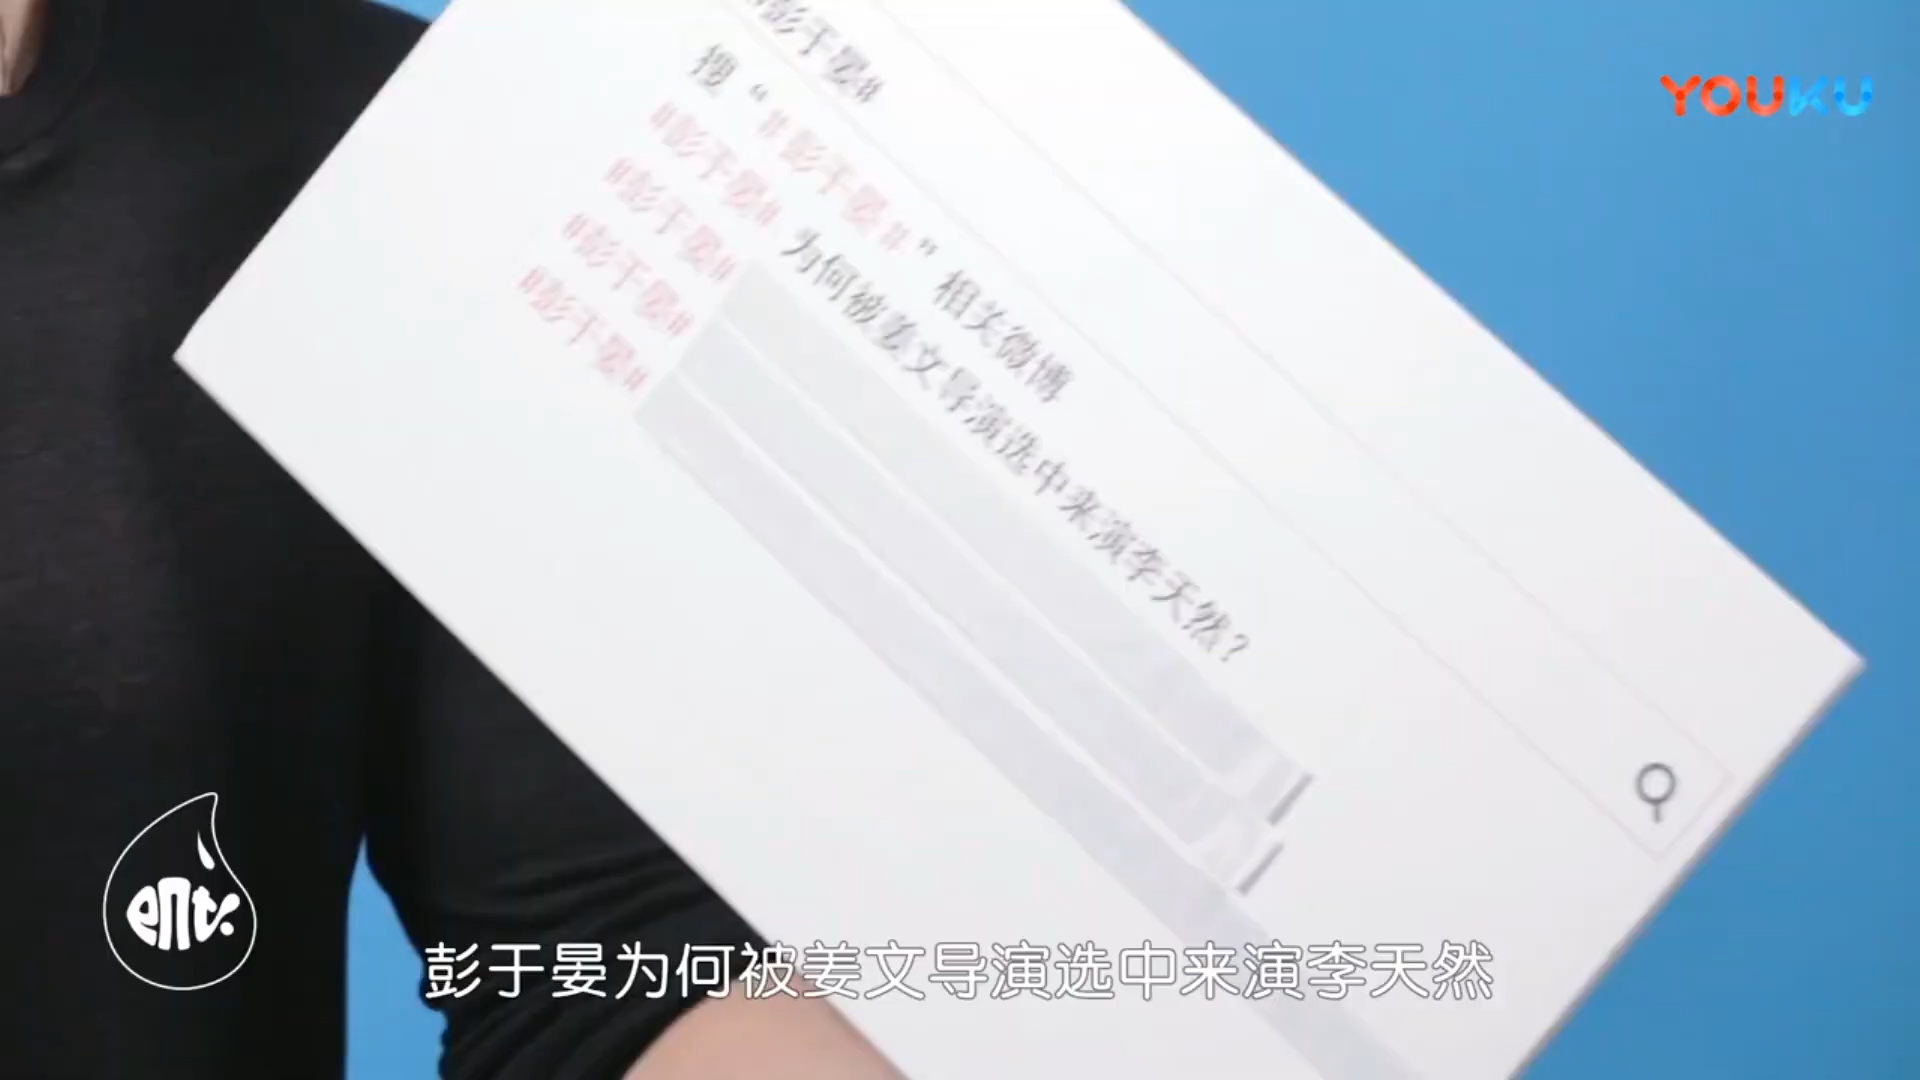 YOUKU
#彭于晏#
搜“#彭于晏#”相关微博
#彭于晏# 为何被姜文导演选中来演李天然?
#彭于晏#
#彭于晏#
#彭于晏#
ent.
彭于晏为何被姜文导演选中来演李天然